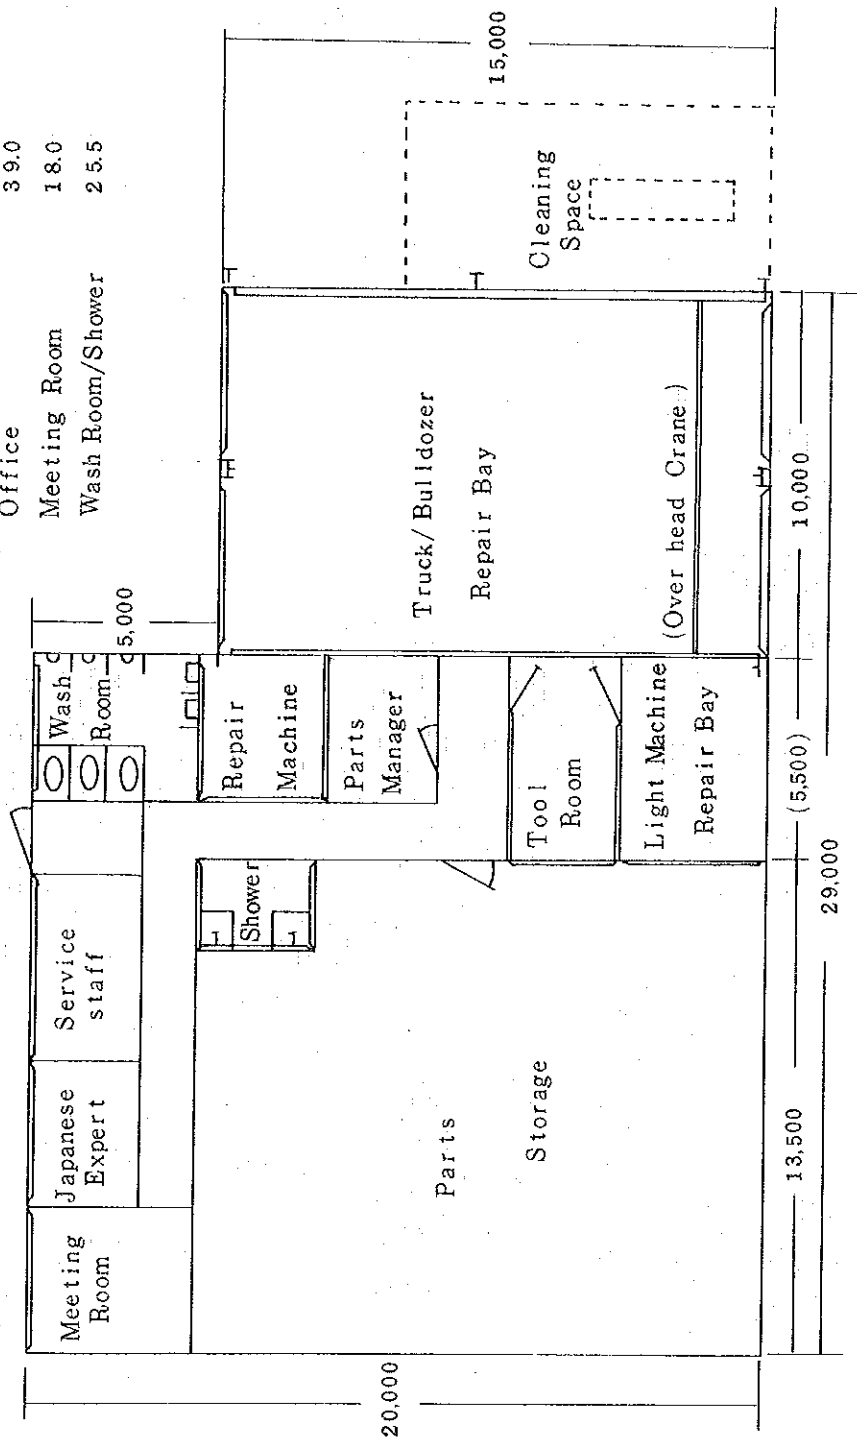 Office 39.0
Meeting Room 18.0
Wash Room/Shower 25.5
15,000
Cleaning
Space
5,000
Truck/Bulldozer
Repair Bay
(Over head Crane)
10,000
Wash
Room
Repair
Machine
Parts
Manager
Tool
Room
Light Machine
Repair Bay
(5,500)
29,000
Shower
Service
staff
Japanese
Expert
Meeting
Room
Parts
Storage
13,500
20,000